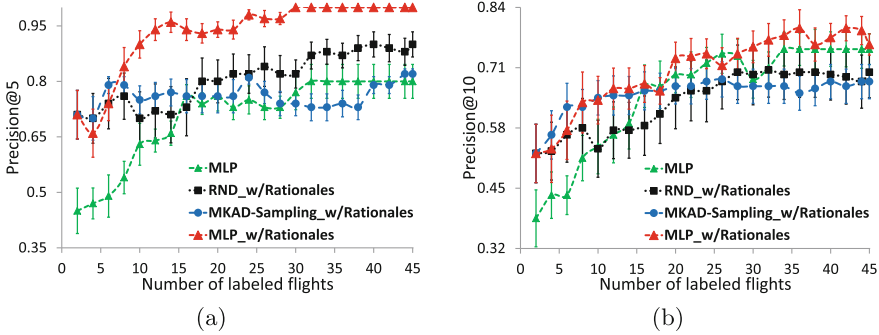 0.95
0.8
0.65
0.5
0.35
Precision@5
MLP
RND_w/Rationales
MKAD-Sampling_w/Rationales
MLP_w/Rationales
0 5 10 15 20 25 30 35 40 45
Number of labeled flights
(a)
0.84
0.71
0.58
0.45
0.32
Precision@10
MLP
RND_w/Rationales
MKAD-Sampling_w/Rationales
MLP_w/Rationales
0 5 10 15 20 25 30 35 40 45
Number of labeled flights
(b)